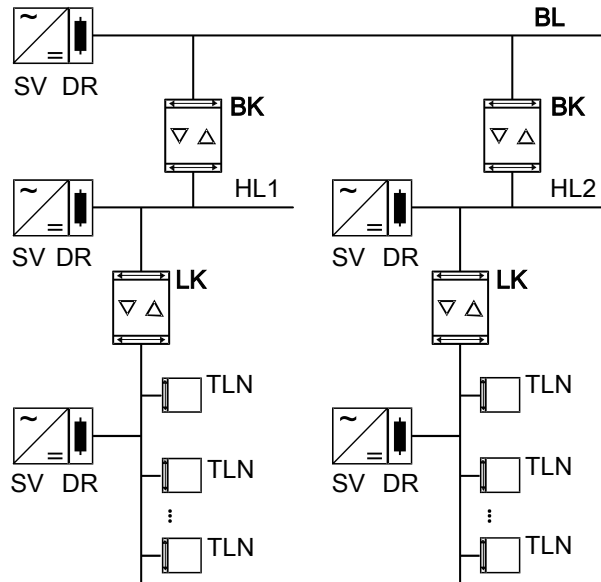 BL
SV DR
BK BK
HL1 HL2
SV DR SV DR
LK LK
TLN TLN
SV DR SV DR
TLN TLN
TLN TLN